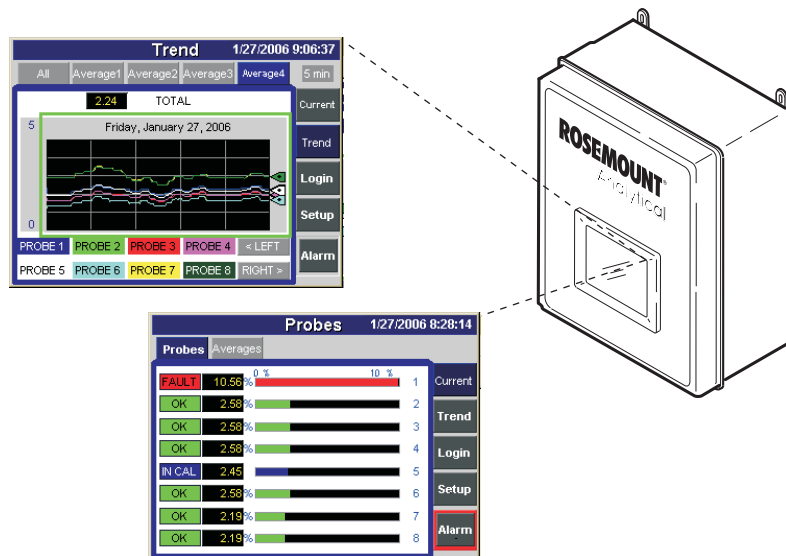 Trend 1/27/2006 9:06:37
All Average1 Average2 Average3 Average4 5 min
2.24 TOTAL
Current
5
Friday, January 27, 2006
Trend
Login
Setup
0
PROBE 1 PROBE 2 PROBE 3 PROBE 4 < LEFT
Alarm
PROBE 5 PROBE 6 PROBE 7 PROBE 8 RIGHT >
ROSEMOUNT
Analytical
Probes 1/27/2006 8:28:14
Probes Averages
0 % 10 %
FAULT 10.56 % 1 Current
OK 2.58 % 2
Trend
OK 2.58 % 3
OK 2.58 % 4
Login
IN CAL 2.45 5
OK 2.58 % 6
Setup
OK 2.19 % 7
Alarm
OK 2.19 % 8